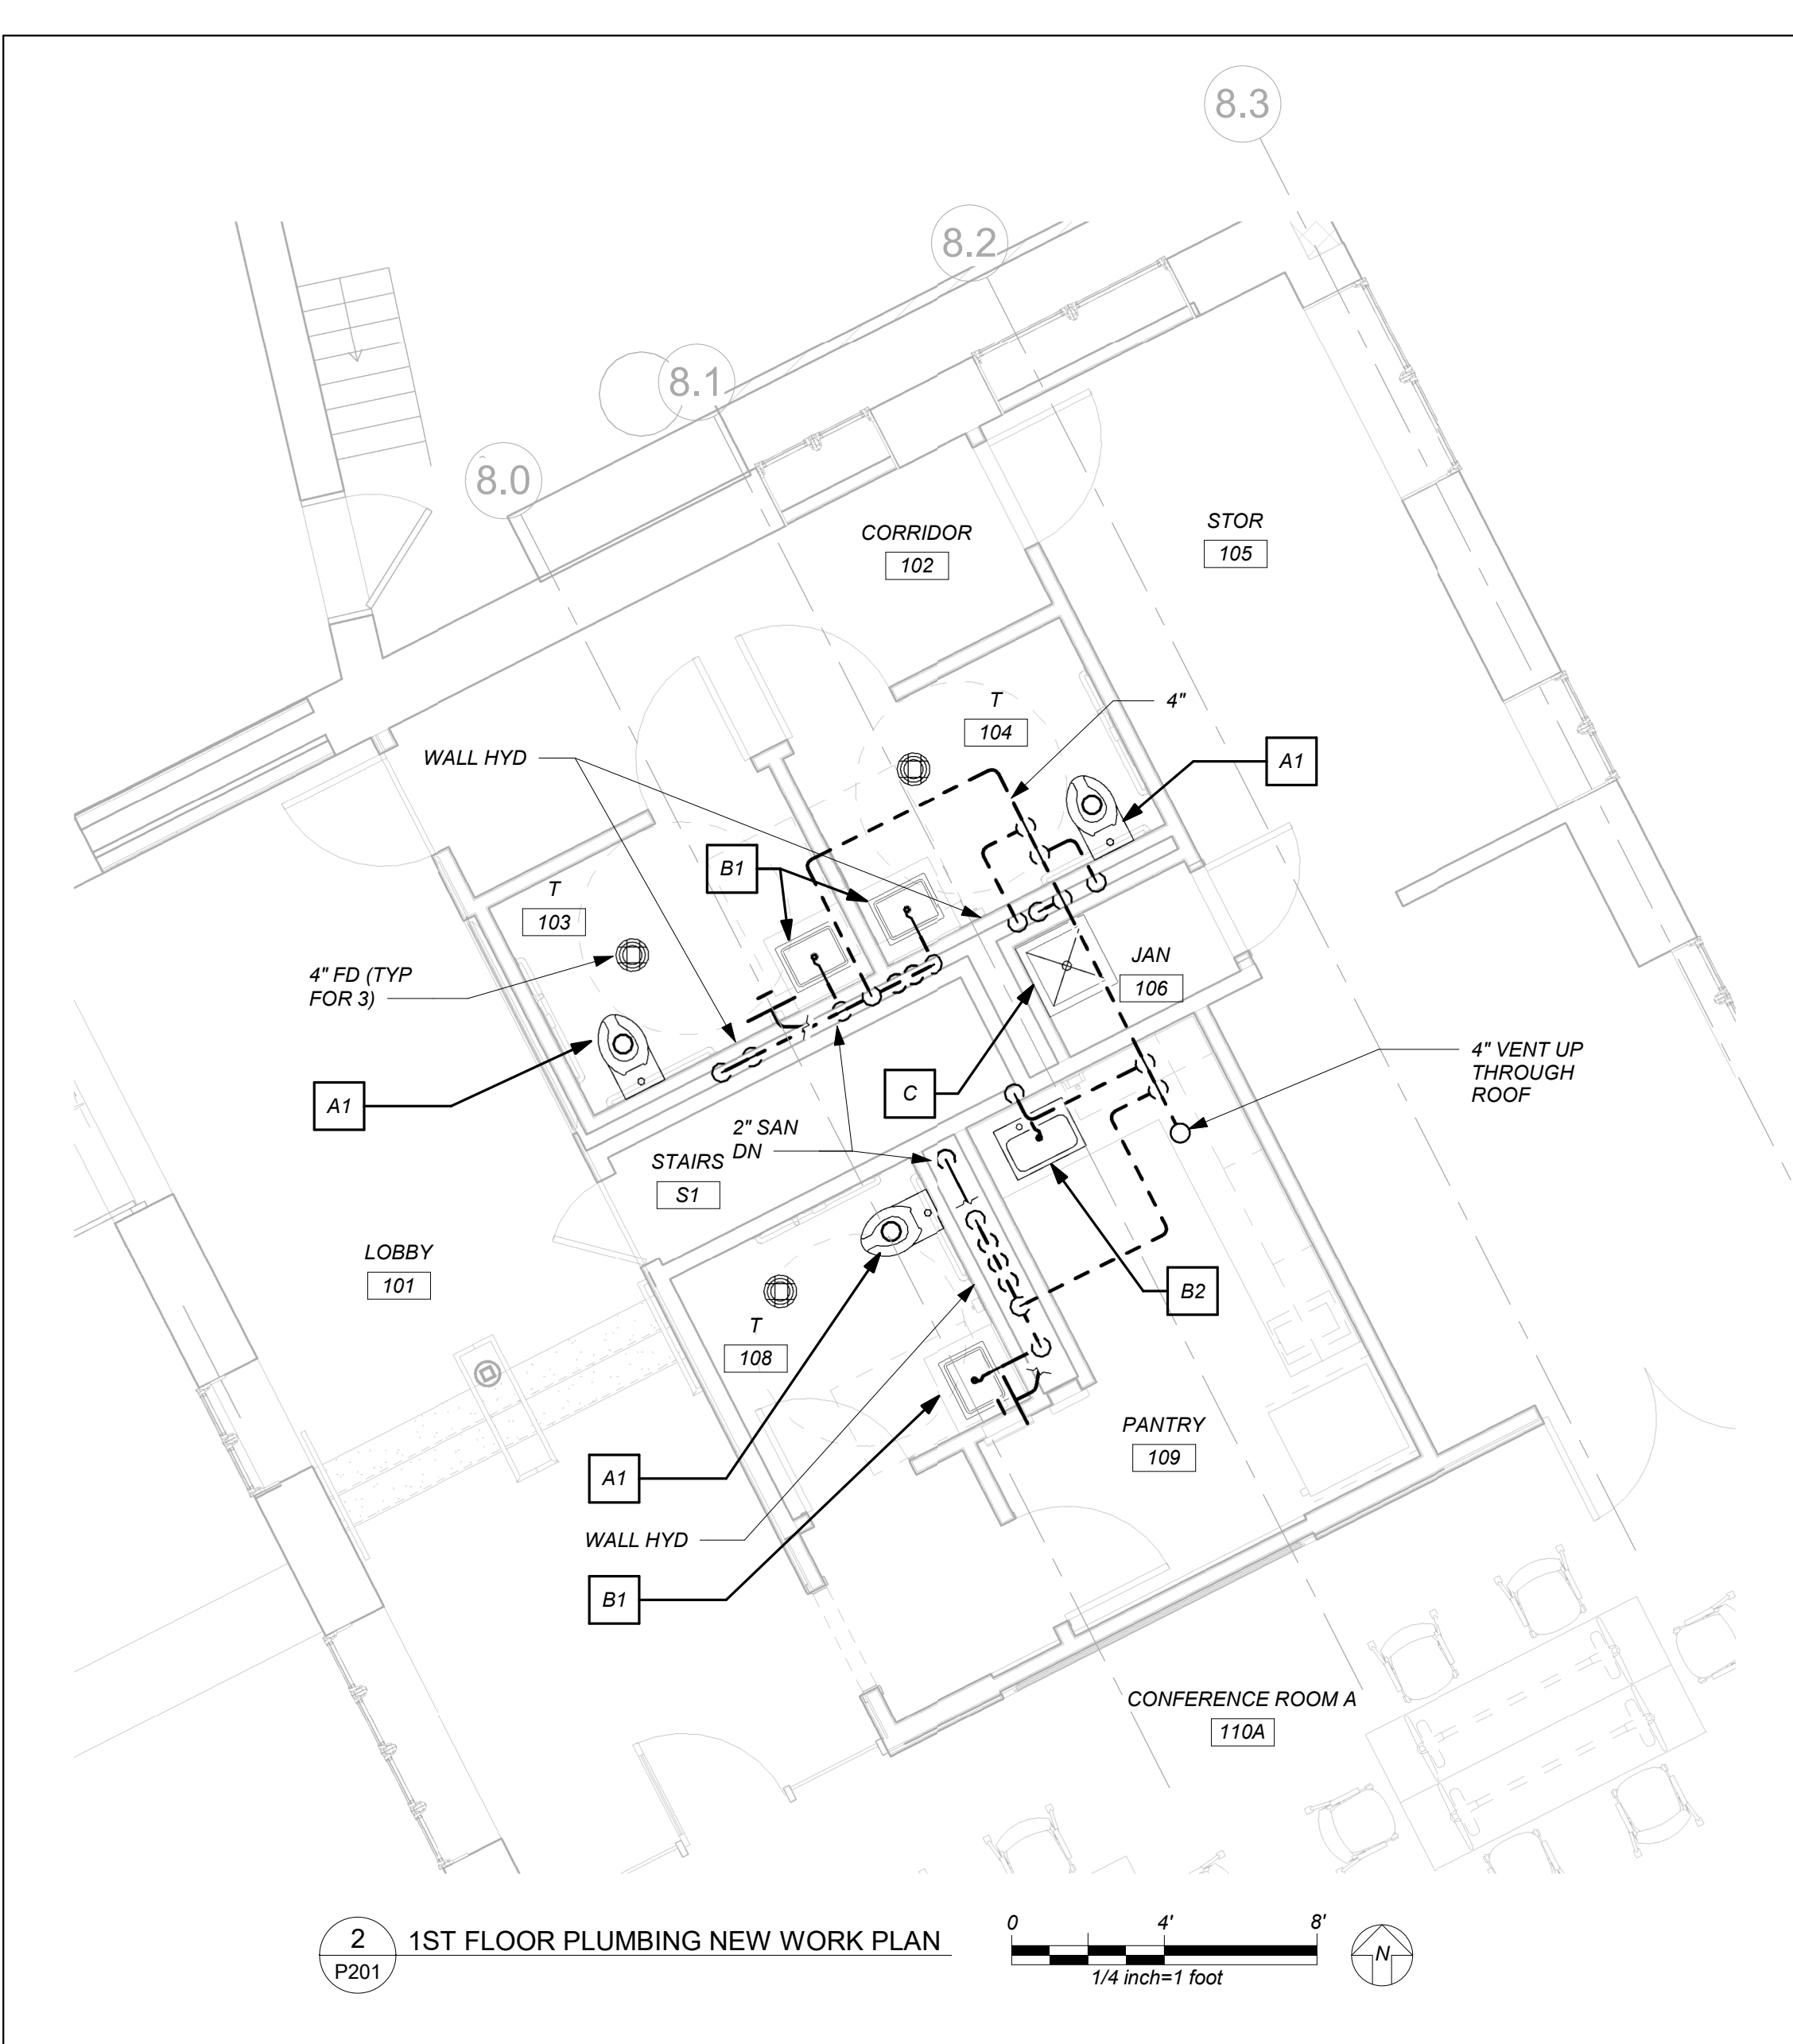 8.3
8.2
8.1
8.0
CORRIDOR
102
STOR
105
T
104
4"
WALL HYD
A1
B1
T
103
4" FD (TYP
FOR 3)
JAN
106
A1
C
4" VENT UP
THROUGH
ROOF
2" SAN
DN
STAIRS
S1
LOBBY
101
B2
T
108
PANTRY
109
A1
WALL HYD
B1
CONFERENCE ROOM A
110A
2
P201
1ST FLOOR PLUMBING NEW WORK PLAN
0 4' 8'
1/4 inch=1 foot
N